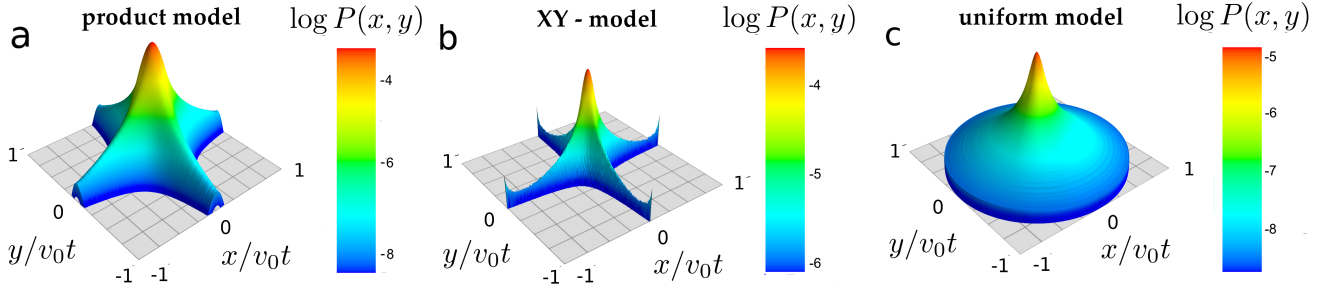 a
product model
log P(x, y)
-4
-6
-8
1
0
y/v₀t
-1
-1
x/v₀t
0
1
b
XY - model
log P(x, y)
-4
-5
-6
1
0
y/v₀t
-1
-1
x/v₀t
0
1
c
uniform model
log P(x, y)
-5
-6
-7
-8
1
0
y/v₀t
-1
-1
x/v₀t
0
1